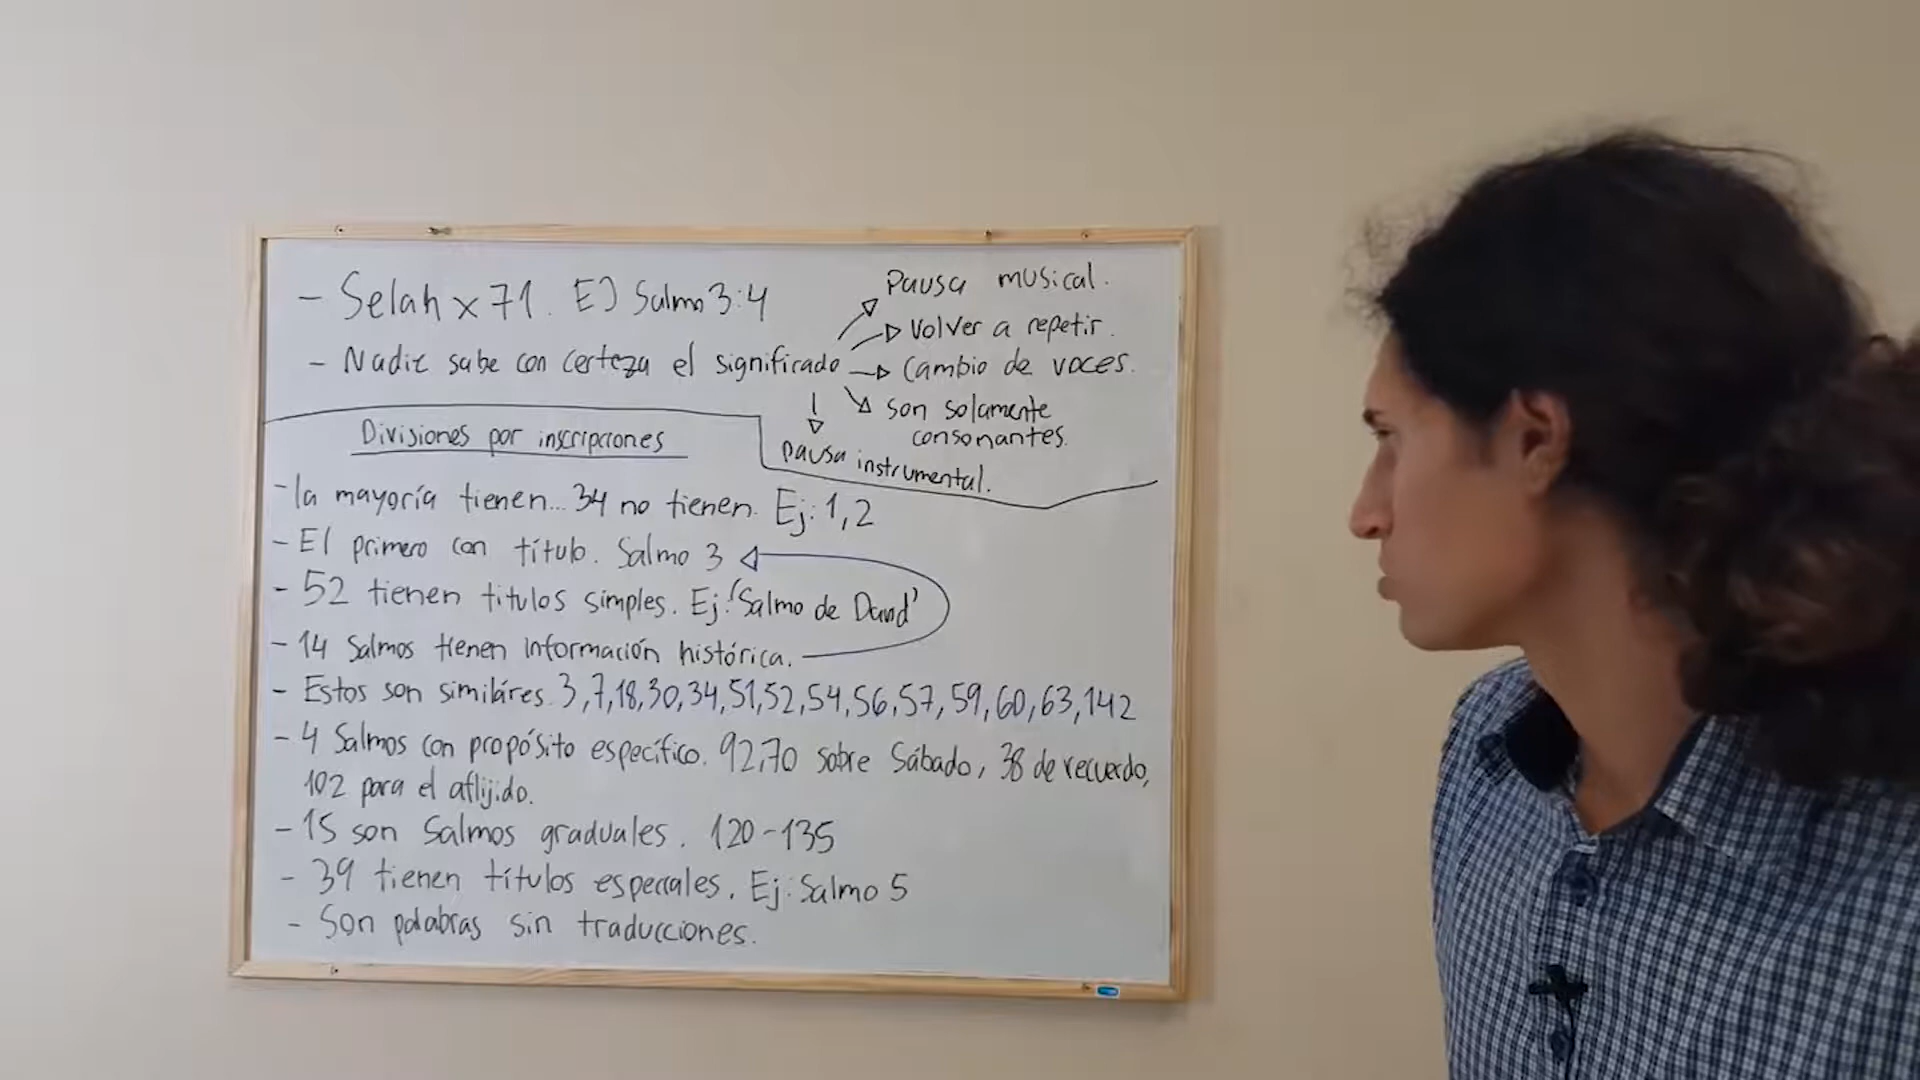 - Selah x 71. EJ Salmo 3:4
- Nadie sabe con certeza el significado
Pausa musical.
Volver a repetir.
Cambio de voces.
son solamente
consonantes.
pausa instrumental.
Divisiones por inscripciones
- la mayoría tienen... 34 no tienen. Ej: 1,2
- El primero con título. Salmo 3
- 52 tienen titulos simples. Ej: "Salmo de David"
- 14 Salmos tienen información histórica.
- Estos son similáres. 3,7,18,30,34,51,52,54,56,57,59,60,63,142
- 4 Salmos con propósito específico. 92,70 sobre Sábado, 38 de recuerdo,
102 para el aflijido.
- 15 son Salmos graduales. 120-135
- 39 tienen títulos especiales. Ej: Salmo 5
- Son palabras sin traducciones.